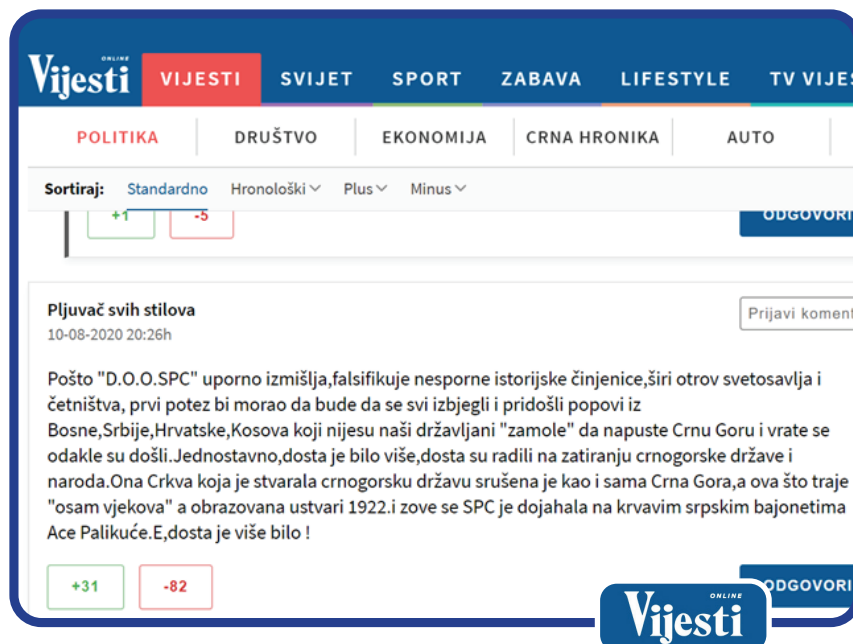 Vijesti ONLINE
VIJESTI SVIJET SPORT ZABAVA LIFESTYLE TV
POLITIKA DRUŠTVO EKONOMIJA CRNA HRONIKA AUTO
Sortiraj: Standardno Hronološki Plus Minus
+1 -5 ODGOVORI
Pljuvač svih stilova
10-08-2020 20:26h
Prijavi
Pošto "D.O.O.SPC" uporno izmišlja,falsifikuje nesporne istorijske činjenice,širi otrov svetosavlja i
četništva, prvi potez bi morao da bude da se svi izbjegli i pridošli popovi iz
Bosne,Srbije,Hrvatske,Kosova koji nijesu naši državljani "zamole" da napuste Crnu Goru i vrate se
odakle su došli.Jednostavno,dosta je bilo više,dosta su radili na zatiranju crnogorske države i
naroda.Ona Crkva koja je stvarala crnogorsku državu srušena je kao i sama Crna Gora,a ova što traje
"osam vjekova" a obrazovana ustvari 1922.i zove se SPC je dojahala na krvavim srpskim bajonetima
Ace Palikuće.E,dosta je više bilo !
+31 -82 ODGOVORI
Vijesti ONLINE